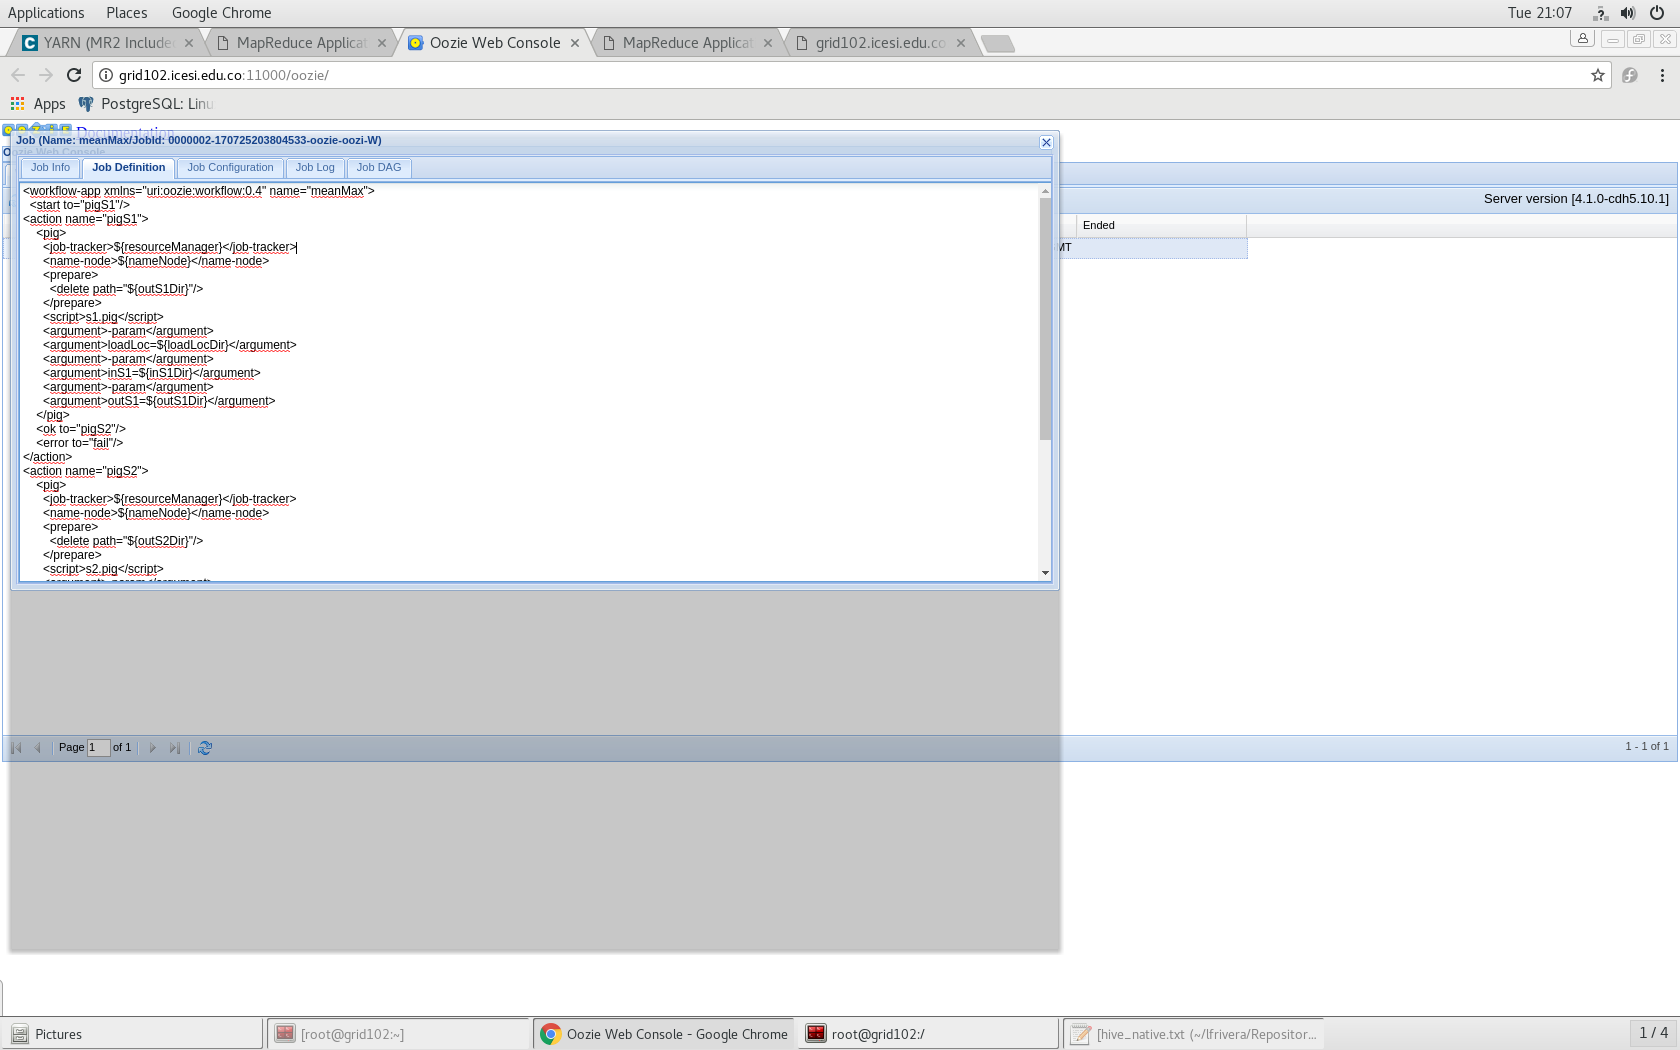 Applications Places Google Chrome Tue 21:07
YARN (MR2 Include MapReduce Applicat Oozie Web Console MapReduce Applicat grid102.icesi.edu.co
grid102.icesi.edu.co:11000/oozie/
Apps PostgreSQL: Linu
Documentation
Job (Name: meanMax/JobId: 0000002-170725203804533-oozie-oozi-W)
Oozie Web Console
Job Info Job Definition Job Configuration Job Log Job DAG
Server version [4.1.0-cdh5.10.1]
Ended
MT
<workflow-app xmlns="uri:oozie:workflow:0.4" name="meanMax">
<start to="pigS1"/>
<action name="pigS1">
<pig>
<job-tracker>${resourceManager}</job-tracker>
<name-node>${nameNode}</name-node>
<prepare>
<delete path="${outS1Dir}"/>
</prepare>
<script>s1.pig</script>
<argument>-param</argument>
<argument>loadLoc=${loadLocDir}</argument>
<argument>-param</argument>
<argument>inS1=${inS1Dir}</argument>
<argument>-param</argument>
<argument>outS1=${outS1Dir}</argument>
</pig>
<ok to="pigS2"/>
<error to="fail"/>
</action>
<action name="pigS2">
<pig>
<job-tracker>${resourceManager}</job-tracker>
<name-node>${nameNode}</name-node>
<prepare>
<delete path="${outS2Dir}"/>
</prepare>
<script>s2.pig</script>
<argument>-param</argument>
Page 1 of 1 1 - 1 of 1
Pictures [root@grid102:~] Oozie Web Console - Google Chrome root@grid102:/ [hive_native.txt (~/lfrivera/Repositor... 1 / 4